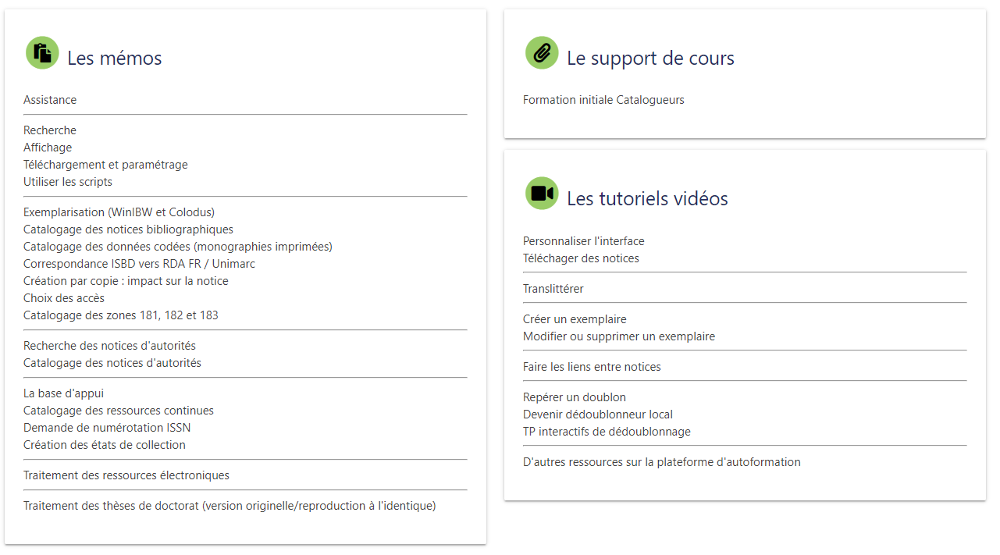 Les mémos
Assistance
Recherche
Affichage
Téléchargement et paramétrage
Utiliser les scripts
Exemplarisation (WinIBW et Colodus)
Catalogage des notices bibliographiques
Catalogage des données codées (monographies imprimées)
Correspondance ISBD vers RDA FR / Unimarc
Création par copie : impact sur la notice
Choix des accès
Catalogage des zones 181, 182 et 183
Recherche des notices d'autorités
Catalogage des notices d'autorités
La base d'appui
Catalogage des ressources continues
Demande de numérotation ISSN
Création des états de collection
Traitement des ressources électroniques
Traitement des thèses de doctorat (version originelle/reproduction à l'identique)
Le support de cours
Formation initiale Catalogueurs
Les tutoriels vidéos
Personnaliser l'interface
Téléchager des notices
Translittérer
Créer un exemplaire
Modifier ou supprimer un exemplaire
Faire les liens entre notices
Repérer un doublon
Devenir dédoublonneur local
TP interactifs de dédoublonnage
D'autres ressources sur la plateforme d'autoformation